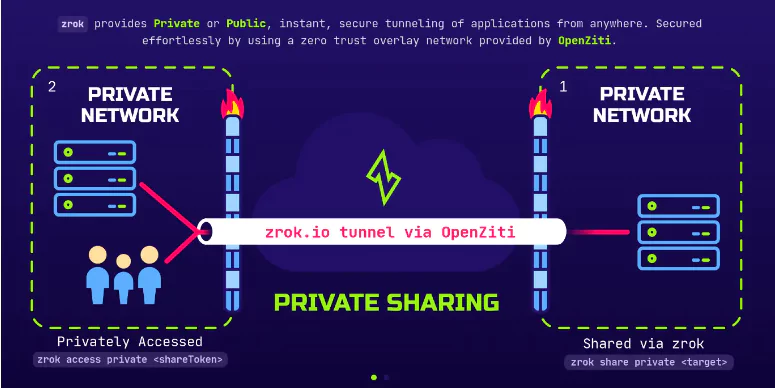 zrok provides Private or Public, instant, secure tunneling of applications from anywhere. Secured
effortlessly by using a zero trust overlay network provided by OpenZiti.
2
PRIVATE
NETWORK
1
PRIVATE
NETWORK
zrok.io tunnel via OpenZiti
PRIVATE SHARING
Privately Accessed
zrok access private <shareToken>
Shared via zrok
zrok share private <target>